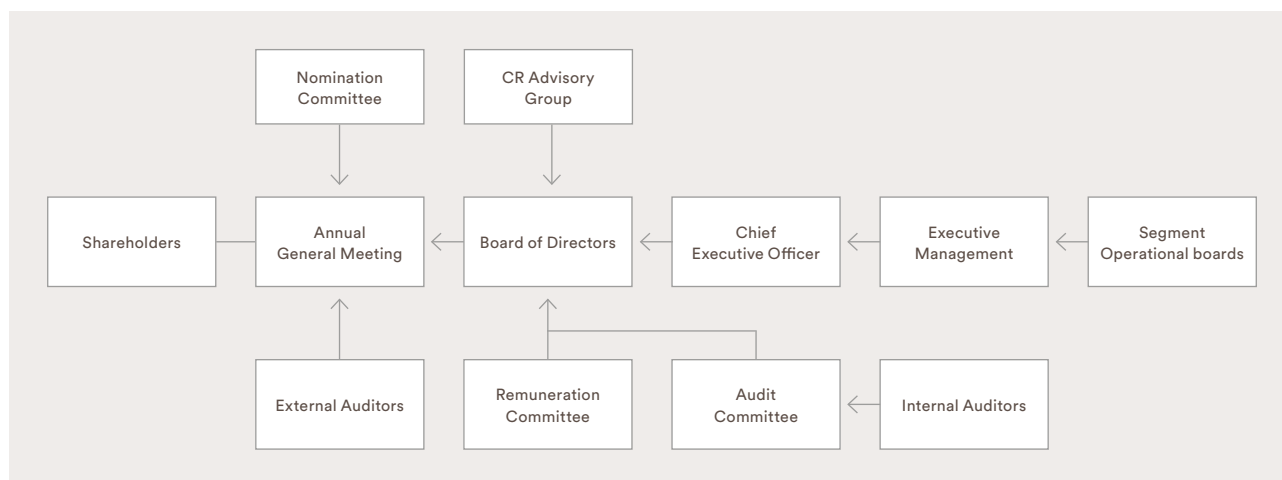 Nomination
Committee
CR Advisory
Group
Shareholders
Annual
General Meeting
Board of Directors
Chief
Executive Officer
Executive
Management
Segment
Operational boards
External Auditors
Remuneration
Committee
Audit
Committee
Internal Auditors